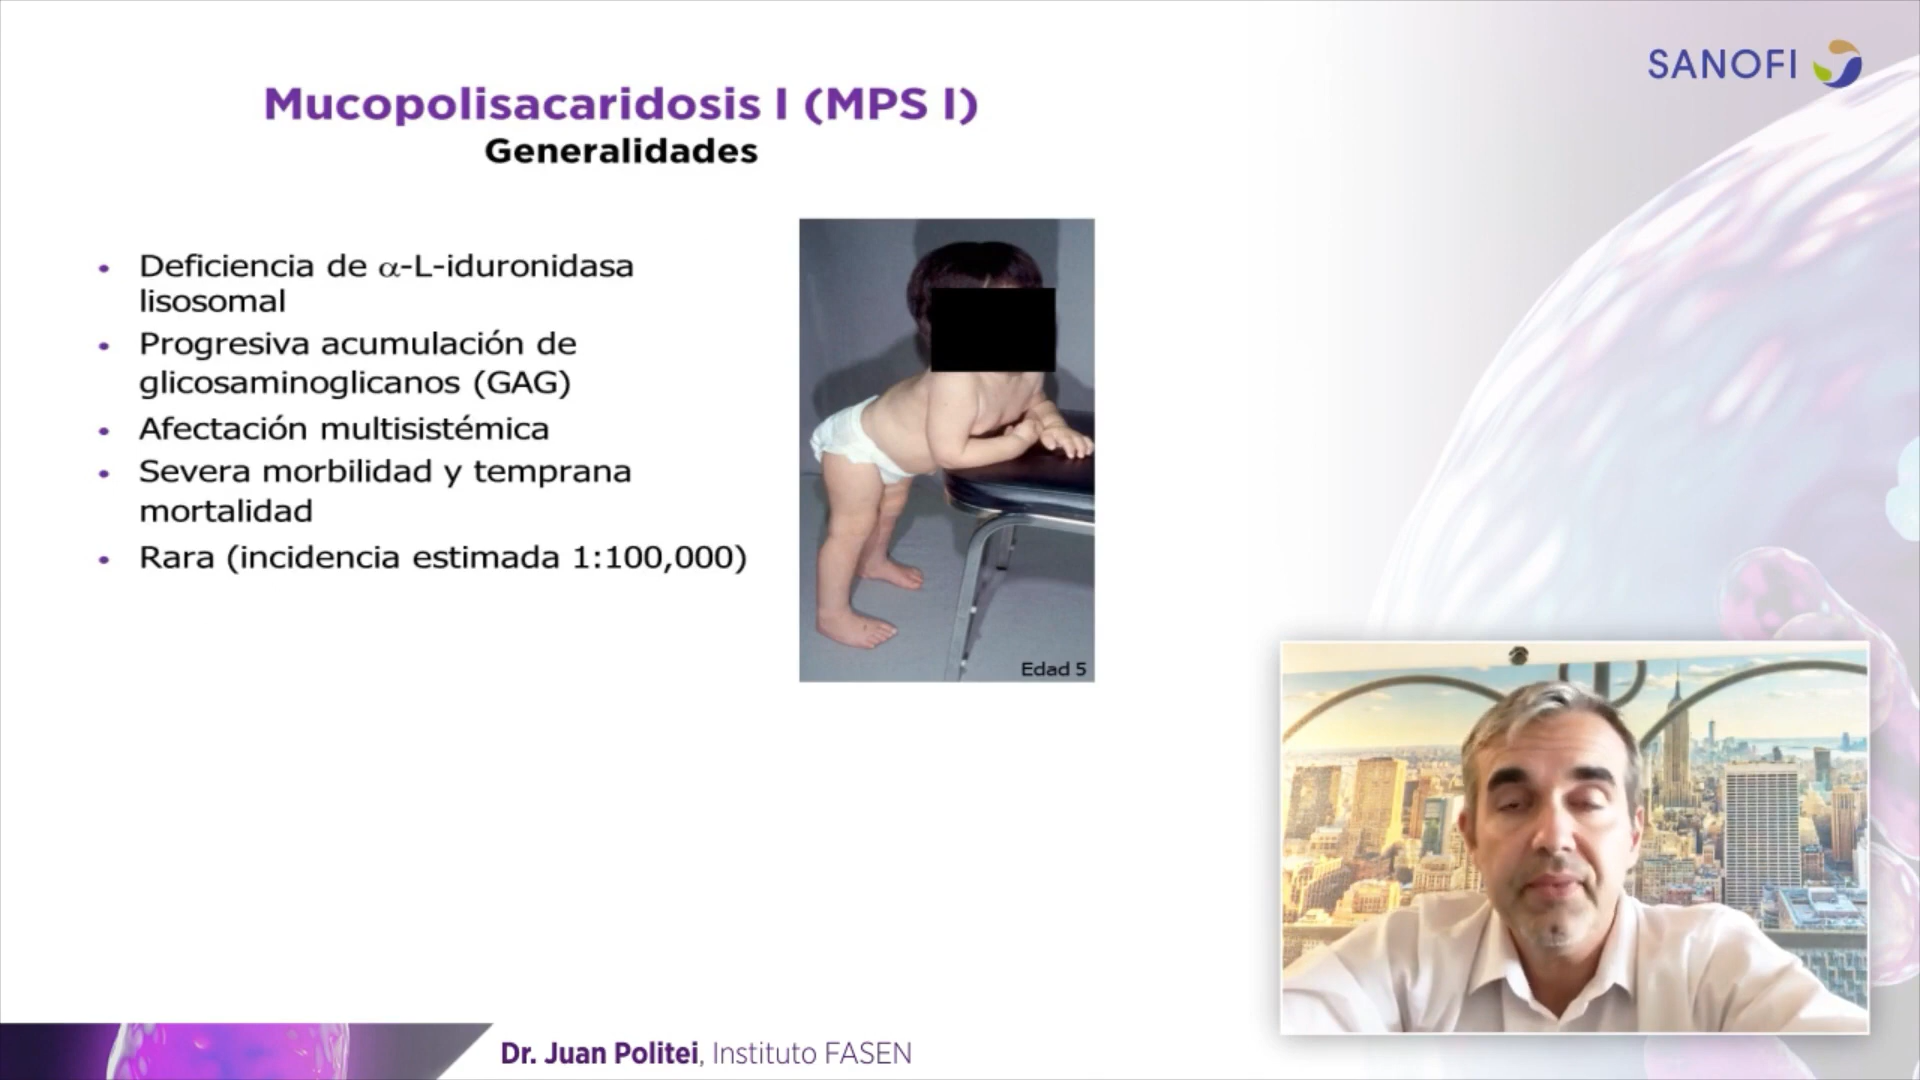 SANOFI
Mucopolisacaridosis I (MPS I)
Generalidades
• Deficiencia de α-L-iduronidasa
lisosomal
• Progresiva acumulación de
glicosaminoglicanos (GAG)
• Afectación multisistémica
• Severa morbilidad y temprana
mortalidad
• Rara (incidencia estimada 1:100,000)
Edad 5
Dr. Juan Politei, Instituto FASEN